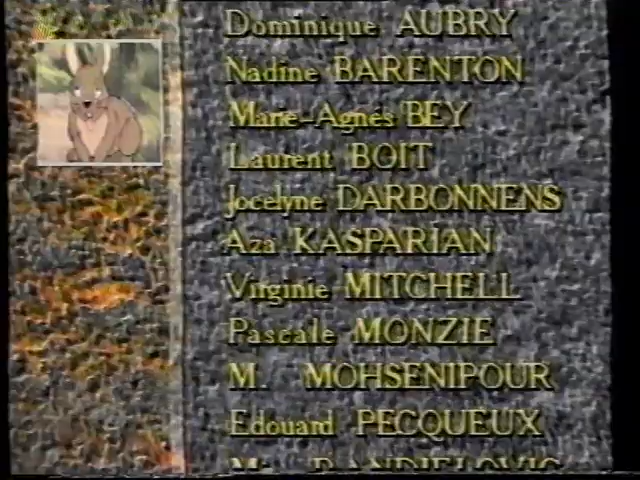 Dominique AUBRY
Nadine BARENTON
Marie-Agnés BEY
Laurent BOIT
Jocelyne DARBONNENS
Aza KASPARIAN
Virginie MITCHELL
Pascale MONZIE
M. MOHSENIPOUR
Edouard PECQUEUX